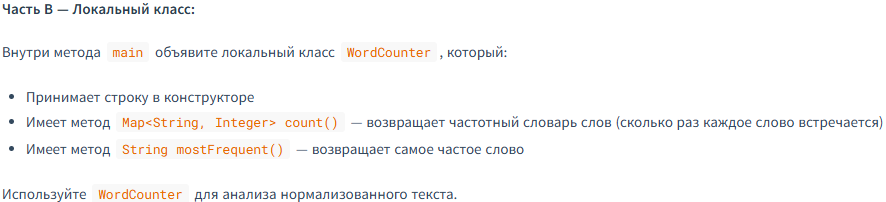 Часть B — Локальный класс:
Внутри метода main объявите локальный класс WordCounter, который:
• Принимает строку в конструкторе
• Имеет метод Map<String, Integer> count() — возвращает частотный словарь слов (сколько раз каждое слово встречается)
• Имеет метод String mostFrequent() — возвращает самое частое слово
Используйте WordCounter для анализа нормализованного текста.